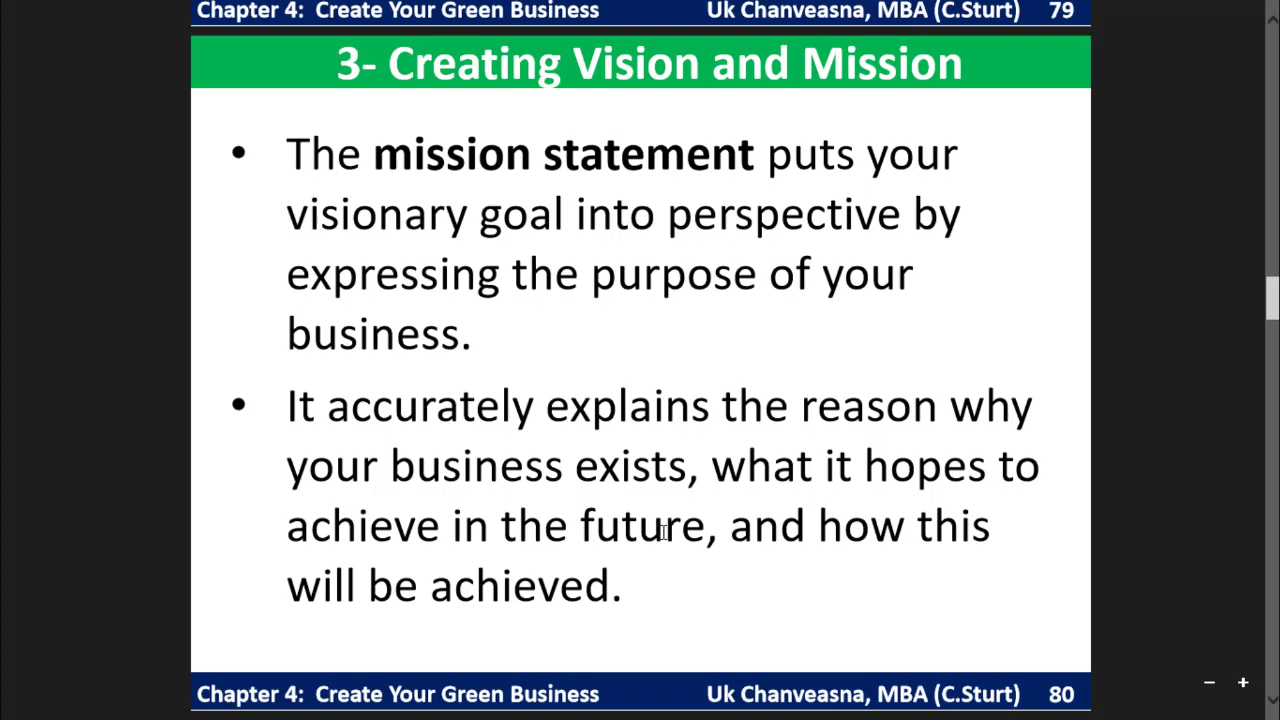 Chapter 4: Create Your Green Business Uk Chanveasna, MBA (C.Sturt) 79
3- Creating Vision and Mission
• The mission statement puts your
visionary goal into perspective by
expressing the purpose of your
business.
• It accurately explains the reason why
your business exists, what it hopes to
achieve in the future, and how this
will be achieved.
Chapter 4: Create Your Green Business Uk Chanveasna, MBA (C.Sturt) 80